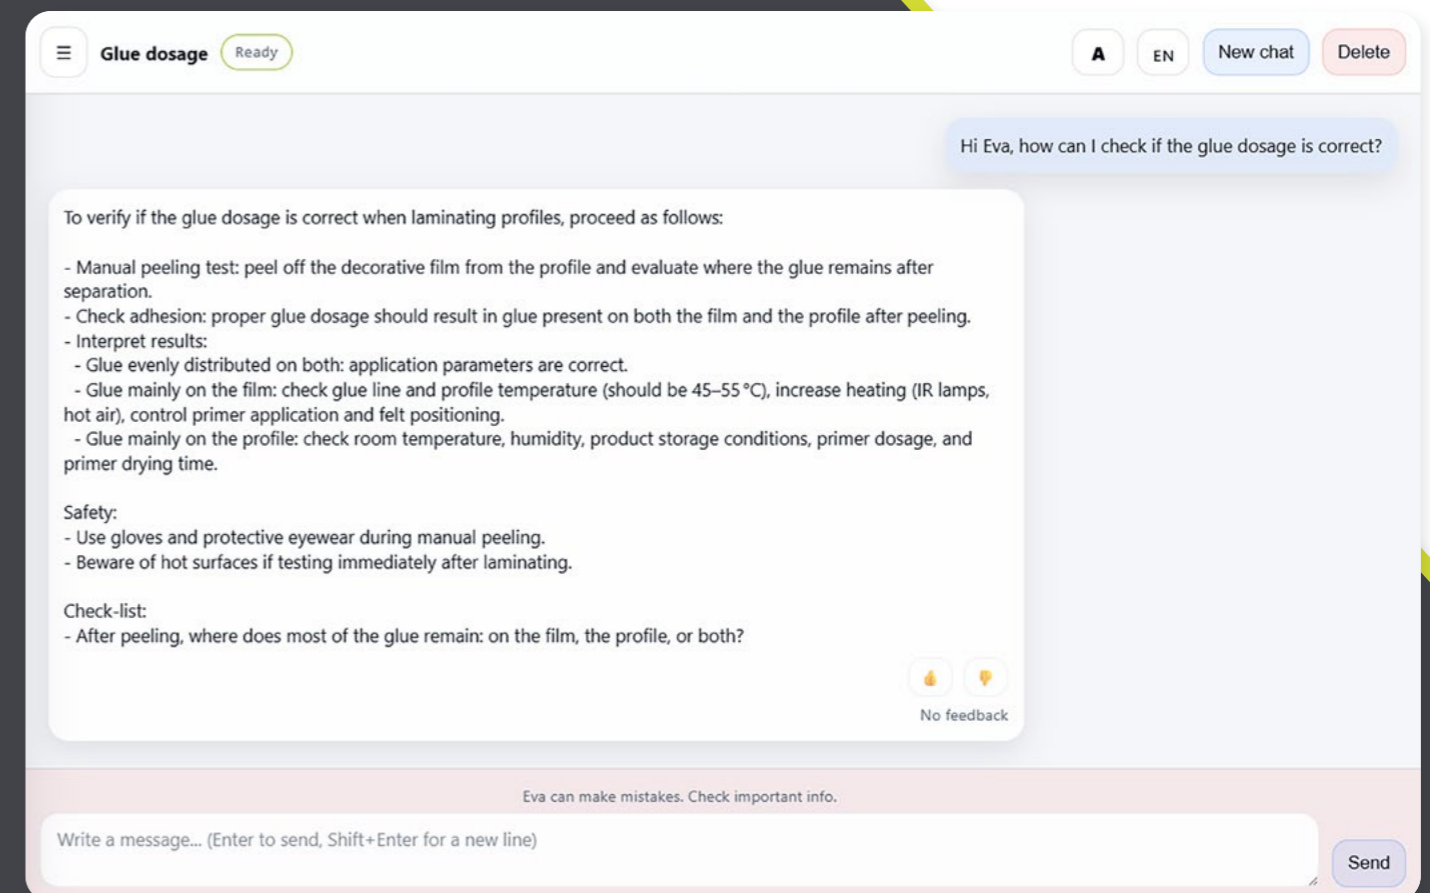 ☰ Glue dosage Ready A EN New chat Delete
Hi Eva, how can I check if the glue dosage is correct?
To verify if the glue dosage is correct when laminating profiles, proceed as follows:
- Manual peeling test: peel off the decorative film from the profile and evaluate where the glue remains after
separation.
- Check adhesion: proper glue dosage should result in glue present on both the film and the profile after peeling.
- Interpret results:
- Glue evenly distributed on both: application parameters are correct.
- Glue mainly on the film: check glue line and profile temperature (should be 45–55 °C), increase heating (IR lamps,
hot air), control primer application and felt positioning.
- Glue mainly on the profile: check room temperature, humidity, product storage conditions, primer dosage, and
primer drying time.
Safety:
- Use gloves and protective eyewear during manual peeling.
- Beware of hot surfaces if testing immediately after laminating.
Check-list:
- After peeling, where does most of the glue remain: on the film, the profile, or both?
👍 👎
No feedback
Eva can make mistakes. Check important info.
Write a message... (Enter to send, Shift+Enter for a new line)
Send